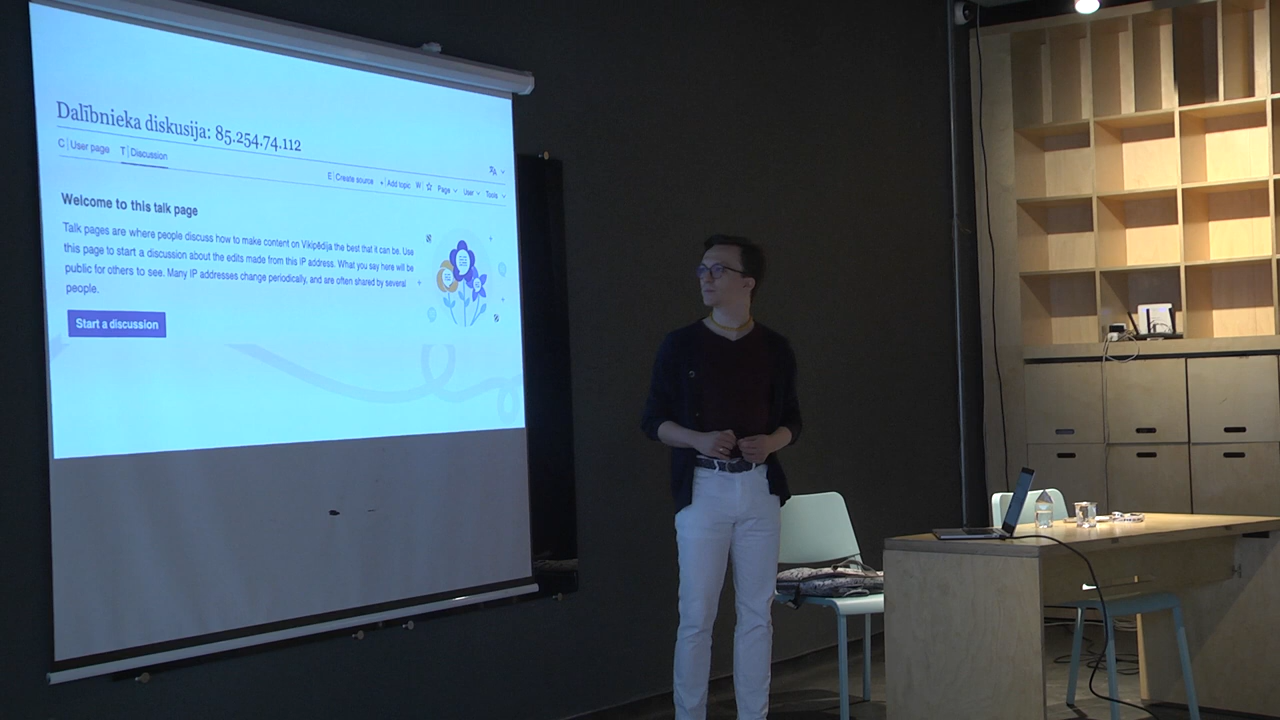 Dalībnieka diskusija: 85.254.74.112
C | User page T | Discussion
E | Create source + | Add topic W | Page User Tools
Welcome to this talk page
Talk pages are where people discuss how to make content on Vikipēdija the best that it can be. Use
this page to start a discussion about the edits made from this IP address. What you say here will be
public for others to see. Many IP addresses change periodically, and are often shared by several
people.
Start a discussion